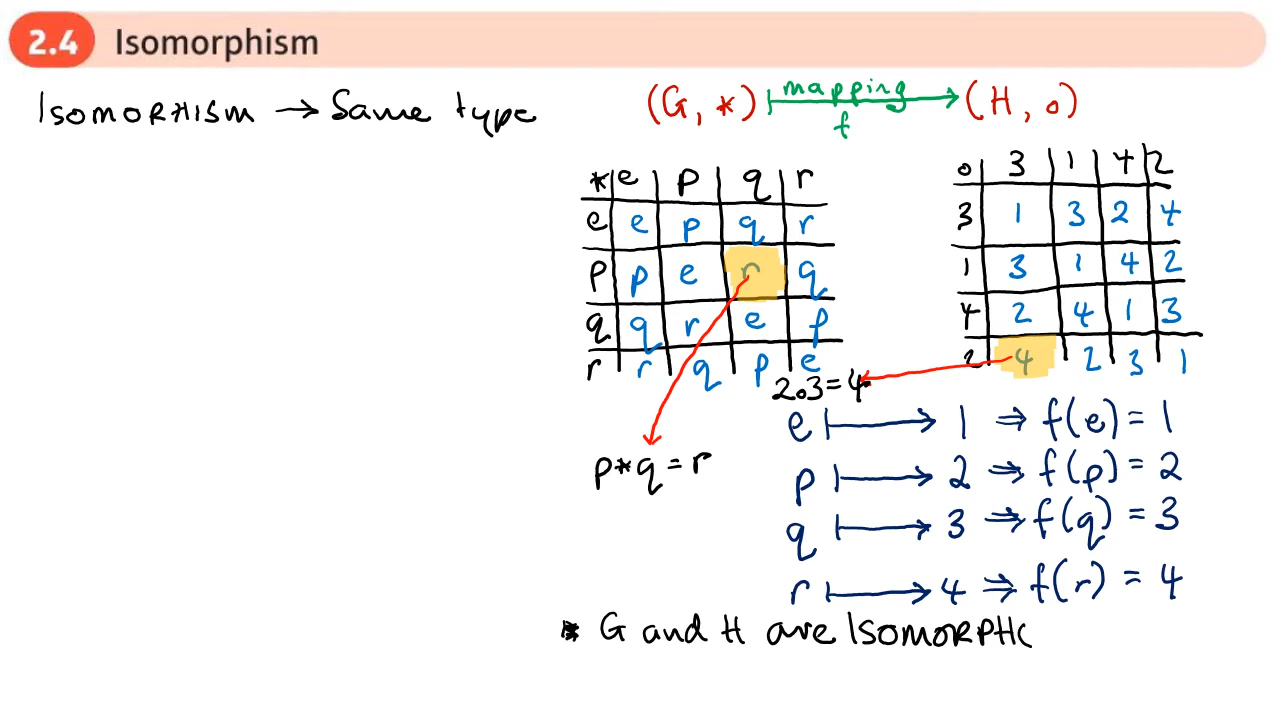 2.4 Isomorphism
ISOMORPHISM → Same type
(G, *) mapping (H, o)
f
* e p q r
e e p q r
p p e r q
q q r e p
r r q p e
o 3 1 4 2
3 1 3 2 4
1 3 1 4 2
4 2 4 1 3
2 4 2 3 1
2o3=4
p*q=r
e ↦ 1 ⇒ f(e) = 1
p ↦ 2 ⇒ f(p) = 2
q ↦ 3 ⇒ f(q) = 3
r ↦ 4 ⇒ f(r) = 4
* G and H are ISOMORPHC